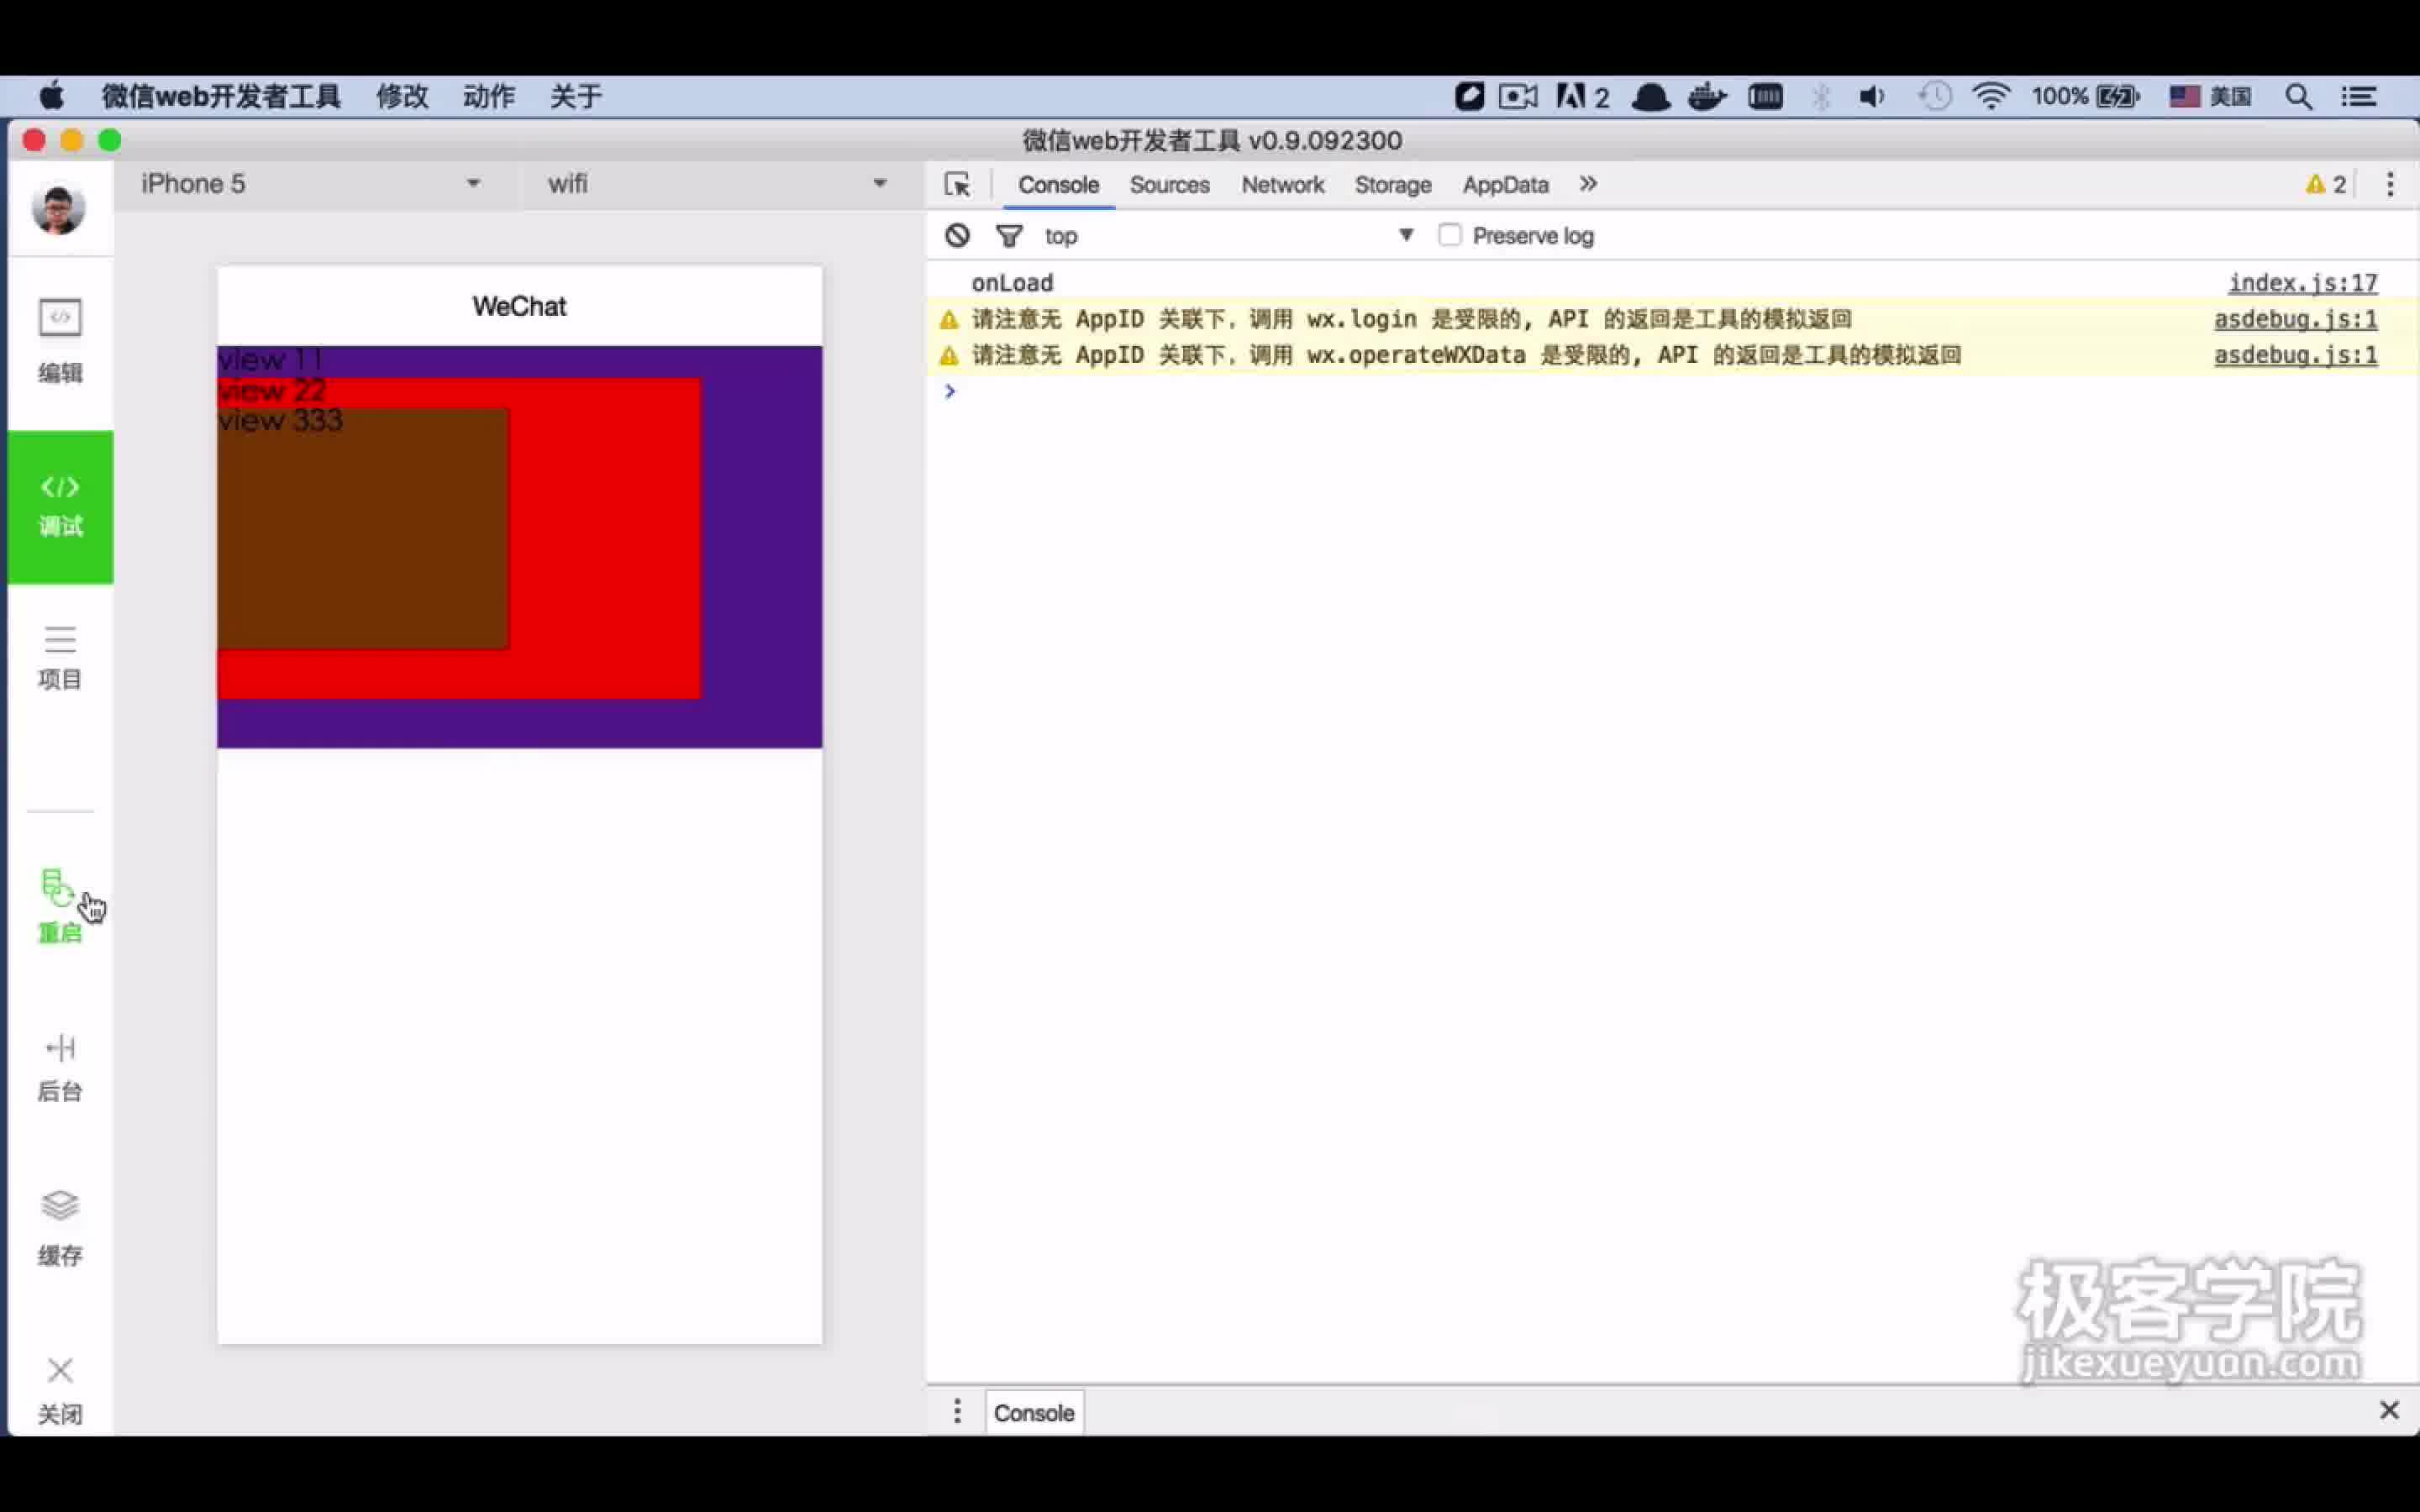 微信web开发者工具 修改 动作 关于 2 100% 美国
微信web开发者工具 v0.9.092300
iPhone 5 wifi
Console Sources Network Storage AppData 2
top Preserve log
编辑
调试
项目
重启
后台
缓存
关闭
WeChat
view 11
view 22
view 333
onLoad index.js:17
请注意无 AppID 关联下，调用 wx.login 是受限的, API 的返回是工具的模拟返回 asdebug.js:1
请注意无 AppID 关联下，调用 wx.operateWXData 是受限的, API 的返回是工具的模拟返回 asdebug.js:1
极客学院
jikexueyuan.com
Console